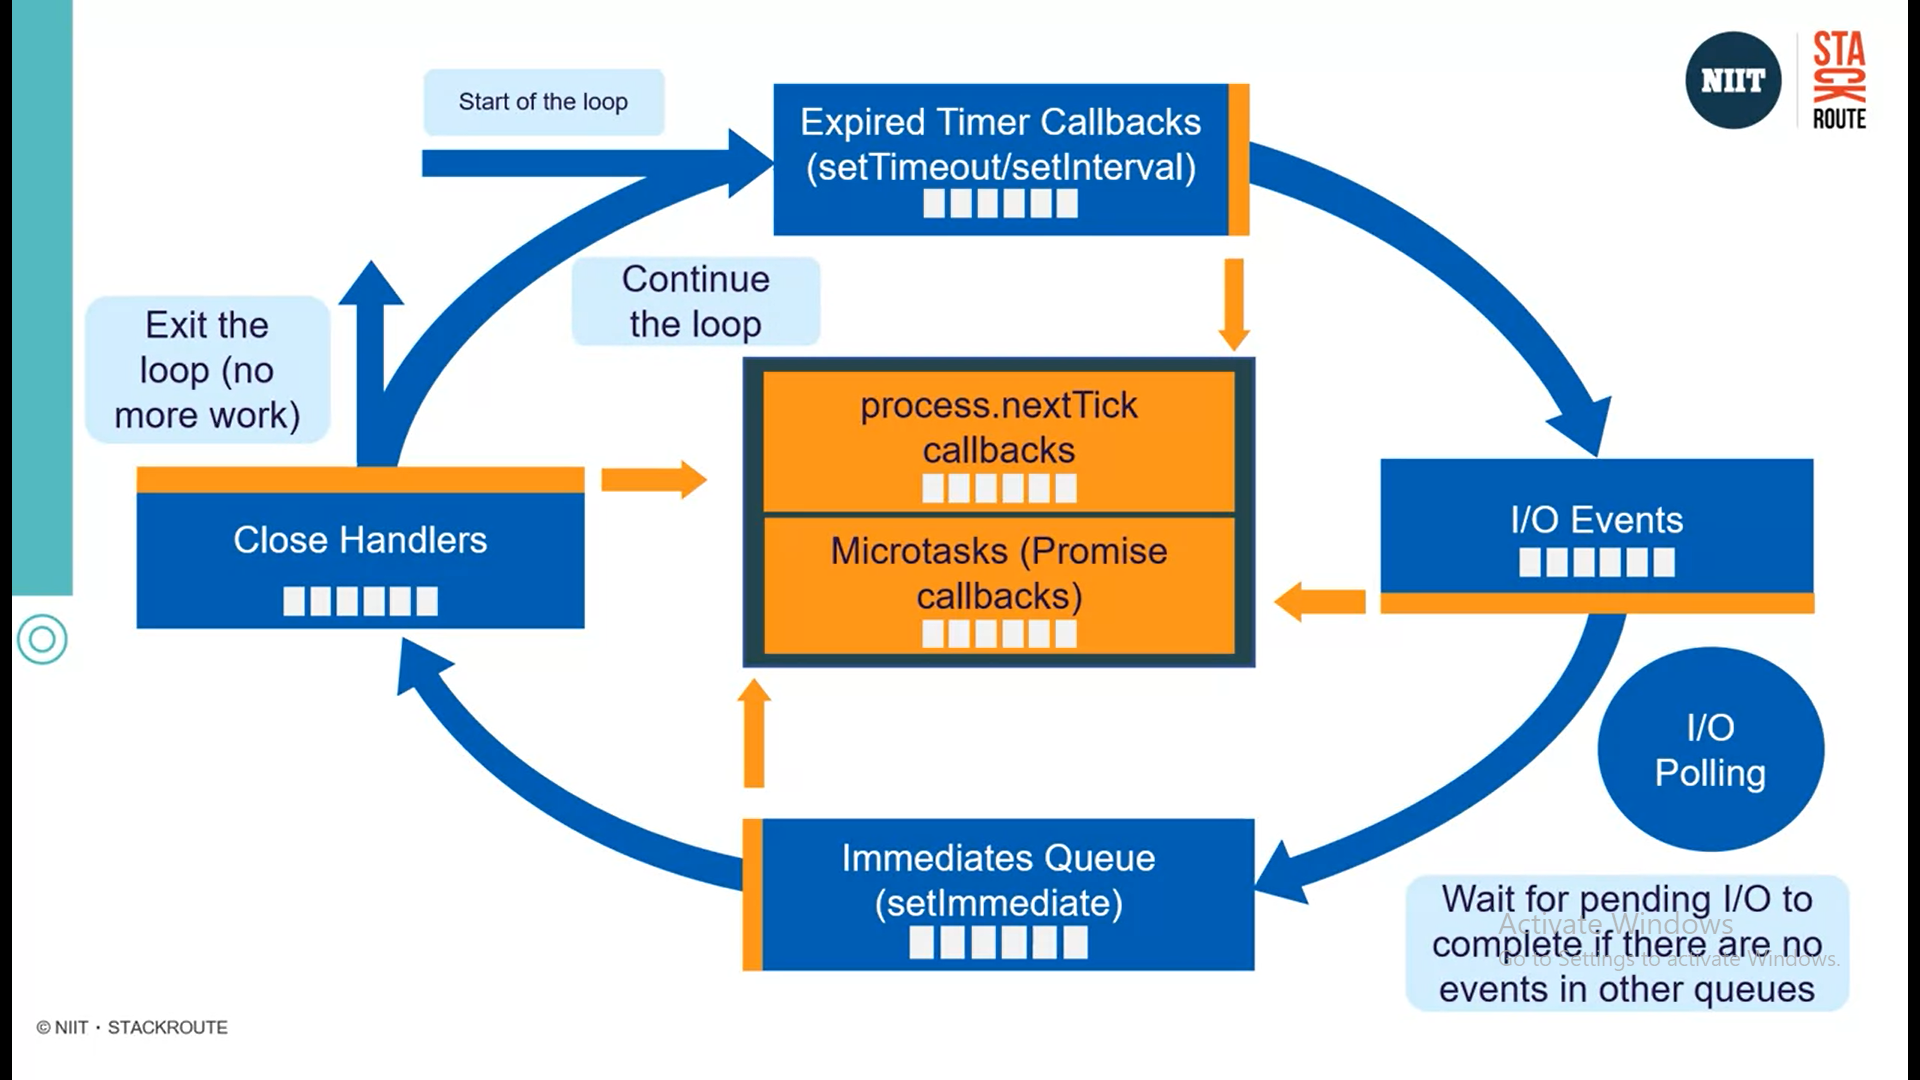 NIIT
STA
CK
ROUTE
Start of the loop
Expired Timer Callbacks
(setTimeout/setInterval)
Continue
the loop
Exit the
loop (no
more work)
process.nextTick
callbacks
Microtasks (Promise
callbacks)
Close Handlers
I/O Events
I/O
Polling
Immediates Queue
(setImmediate)
Wait for pending I/O to
complete if there are no
events in other queues
Activate Windows
Go to Settings to activate Windows.
© NIIT · STACKROUTE